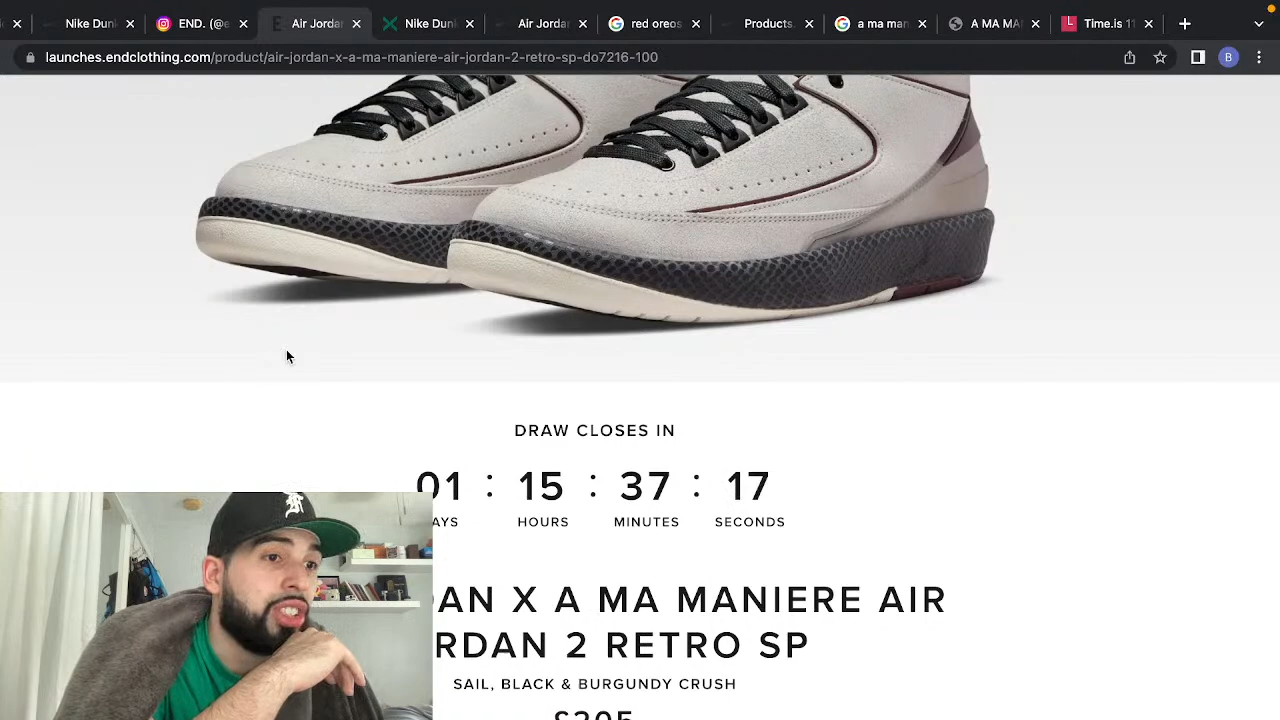 Nike Dunk
END. (@e
Air Jordan
Nike Dunk
Air Jordan
red oreos
Products.
a ma man
A MA MA
Time.is 11
launches.endclothing.com/product/air-jordan-x-a-ma-maniere-air-jordan-2-retro-sp-do7216-100
B
DRAW CLOSES IN
01 : 15 : 37 : 17
AYS HOURS MINUTES SECONDS
DAN X A MA MANIERE AIR
RDAN 2 RETRO SP
SAIL, BLACK & BURGUNDY CRUSH